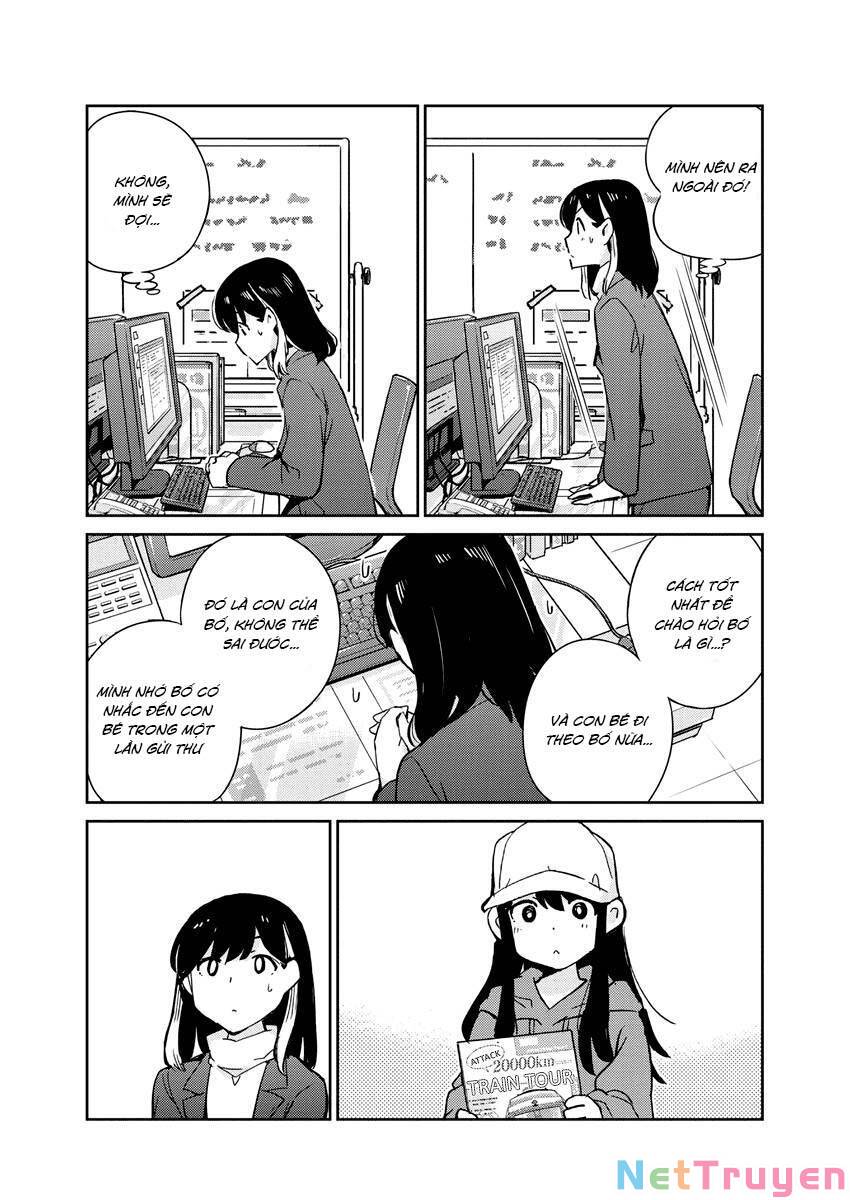 MÌNH NÊN RA
NGOÀI ĐÓ!
KHÔNG,
MÌNH SẼ
ĐỢI...
CÁCH TỐT
NHẤT ĐỂ
CHÀO HỎI BỐ
LÀ GÌ...?
VÀ CON BÉ ĐI
THEO BỐ NỮA...
ĐÓ LÀ CON CỦA
BỐ, KHÔNG THỂ
SAI ĐƯỢC...
MÌNH NHỚ BỐ CÓ
NHẮC ĐẾN CON
BÉ TRONG MỘT
LẦN GỬI THƯ
ATTACK
20000km
TRAIN TOUR
NetTruyen